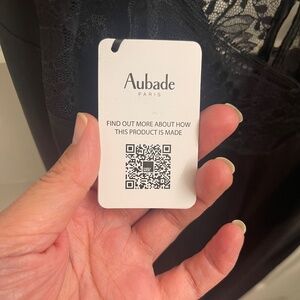 Aubade
PARIS
FIND OUT MORE ABOUT HOW
THIS PRODUCT IS MADE